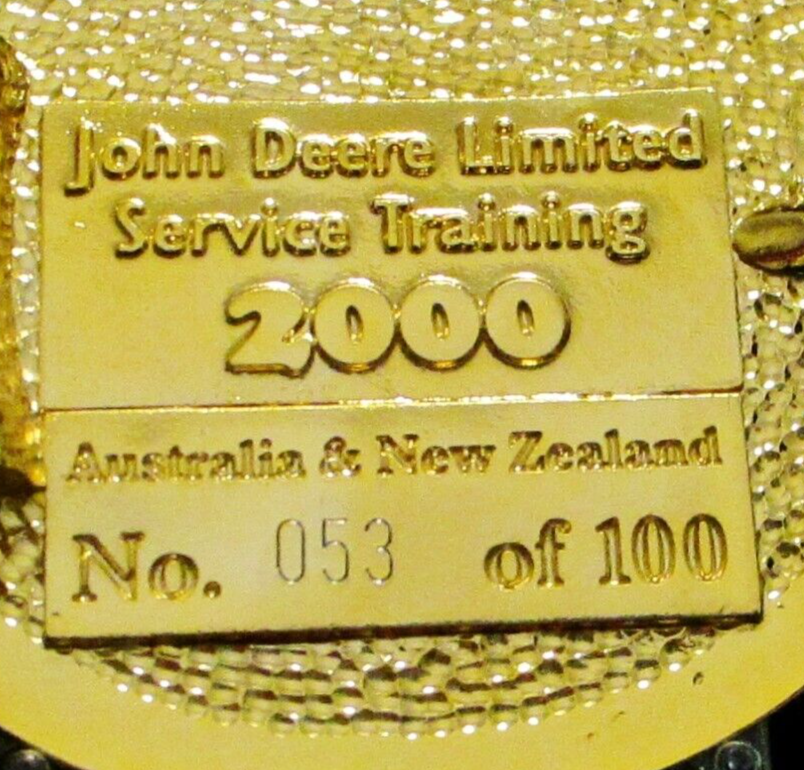 John Deere Limited
Service Training
2000
Australia & New Zealand
No. 053 of 100